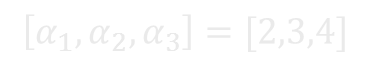 [α₁, α₂, α₃] = [2,3,4]